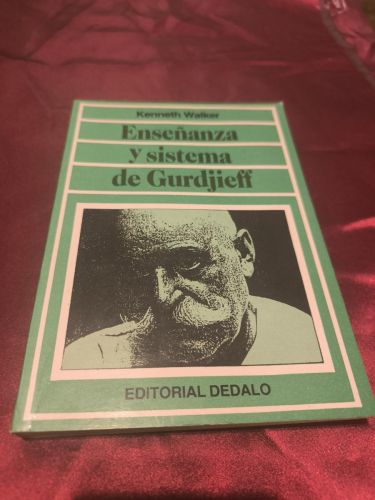 Kenneth Walker
Enseñanza
y sistema
de Gurdjieff
EDITORIAL DEDALO